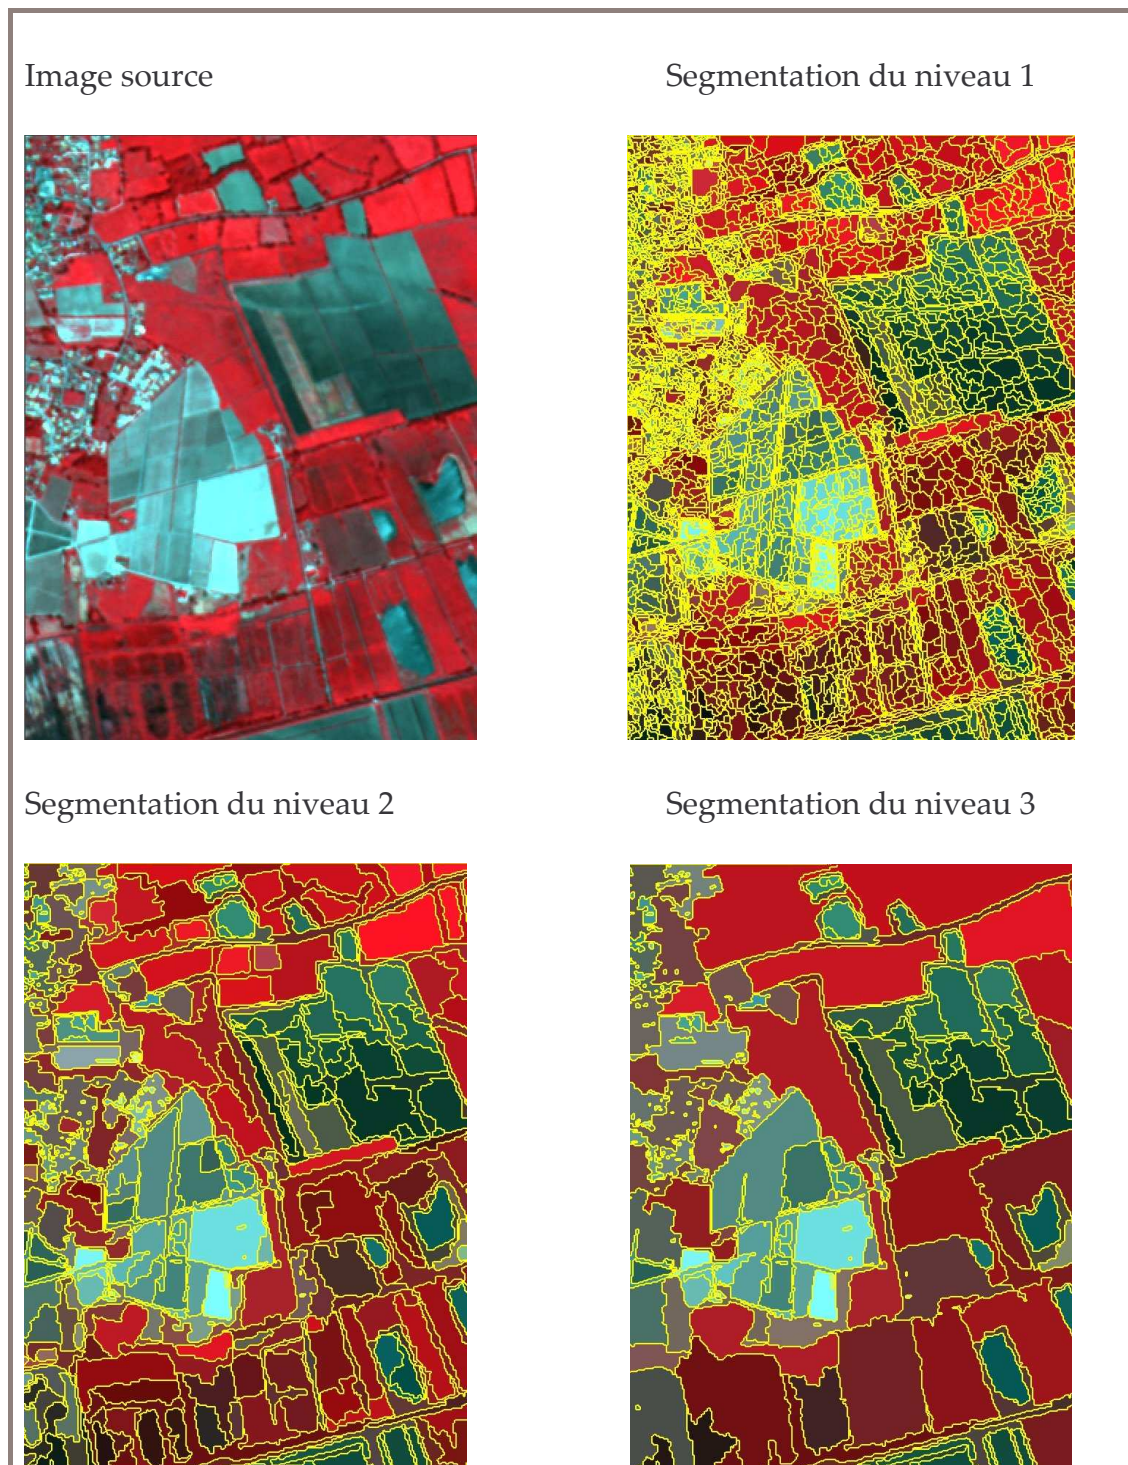 Image source
Segmentation du niveau 1
Segmentation du niveau 2
Segmentation du niveau 3